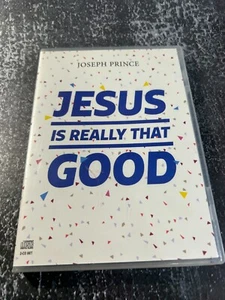 JOSEPH PRINCE
JESUS
IS REALLY THAT
GOOD